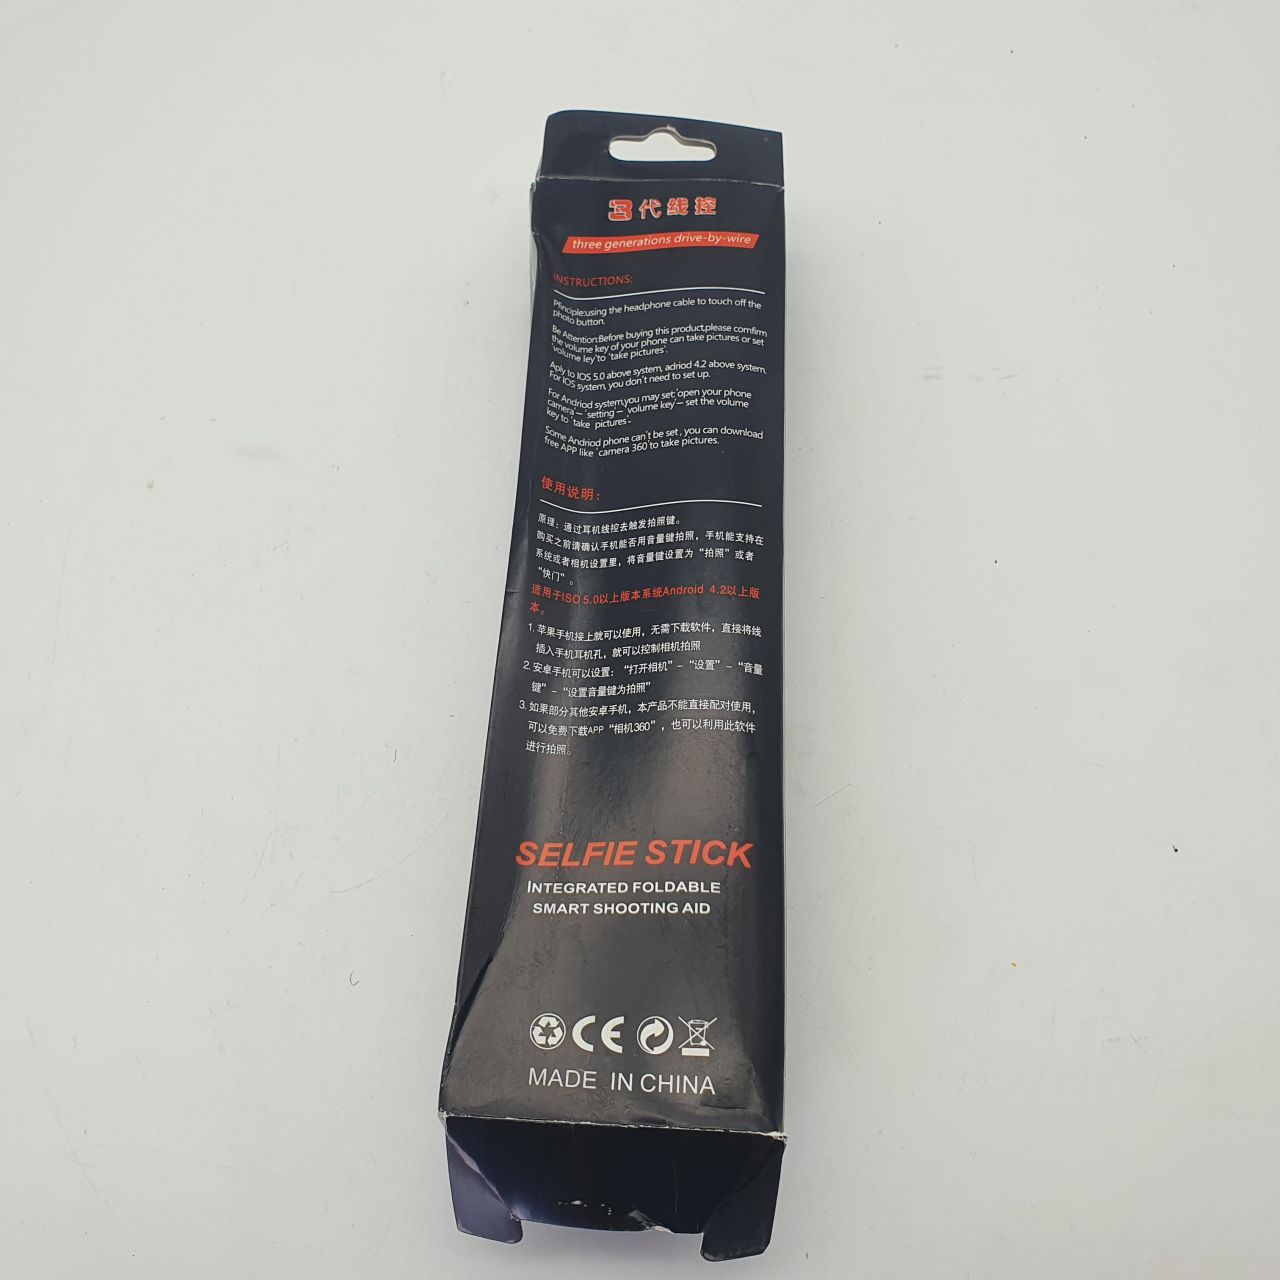 3代线控
three generations drive-by-wire
INSTRUCTIONS:
Pfinciple:using the headphone cable to touch off the
photo button.
Be Attention:Before buying this product,please comfirm
the volume key of your phone can take pictures or set
'volume ley'to 'take pictures'.
Aply to IOS 5.0 above system, adriod 4.2 above system.
For IOS system, you don't need to set up.
For Andriod system,you may set:'open your phone
camera—'setting—'volume key'—set the volume
key to 'take pictures'.
Some Andriod phone can't be set , you can download
free APP like 'camera 360 to take pictures.
使用说明：
原理：通过耳机线控去触发拍照键。
购买之前请确认手机能否用音量键拍照，手机能支持在
系统或者相机设置里，将音量键设置为“拍照”或者
“快门”。
适用于ISO 5.0以上版本系统Android 4.2以上版
本。
1. 苹果手机接上就可以使用，无需下载软件，直接将线
插入手机耳机孔，就可以控制相机拍照
2. 安卓手机可以设置：“打开相机”–“设置”–“音量
键”–“设置音量键为拍照”
3. 如果部分其他安卓手机，本产品不能直接配对使用，
可以免费下载APP“相机360”，也可以利用此软件
进行拍照。
SELFIE STICK
INTEGRATED FOLDABLE
SMART SHOOTING AID
CE
MADE IN CHINA